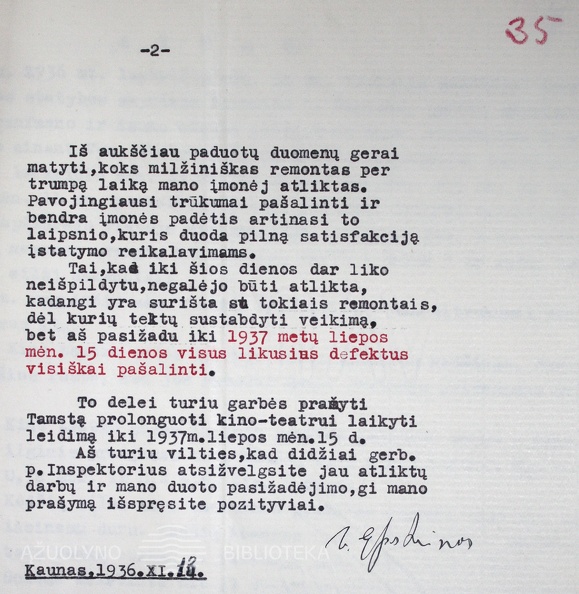 35
-2-
Iš aukščiau paduotų duomenų gerai
matyti,koks milžiniškas remontas per
trumpą laiką mano įmonėj atliktas.
Pavojingiausi trūkumai pašalinti ir
bendra įmonės padėtis artinasi to
laipsnio,kuris duoda pilną satisfakciją
įstatymo reikalavimams.
Tai,kad iki šios dienos dar liko
neišpildytu,negalėjo būti atlikta,
kadangi yra surišta su tokiais remontais,
dėl kurių tektų sustabdyti veikimą,
bet aš pasižadu iki 1937 metų liepos
mėn. 15 dienos visus likusius defektus
visiškai pašalinti.
To delei turiu garbės prašyti
Tamstą prolonguoti kino-teatrui laikyti
leidimą iki 1937m.liepos mėn.15 d.
Aš turiu vilties,kad didžiai gerb.
p.Inspektorius atsižvelgsite jau atliktų
darbų ir mano duoto pasižadėjimo,gi mano
prašymą išspręsite pozityviai.
AŽUOLYNO BIBLIOTEKA
Kaunas,1936.XI.